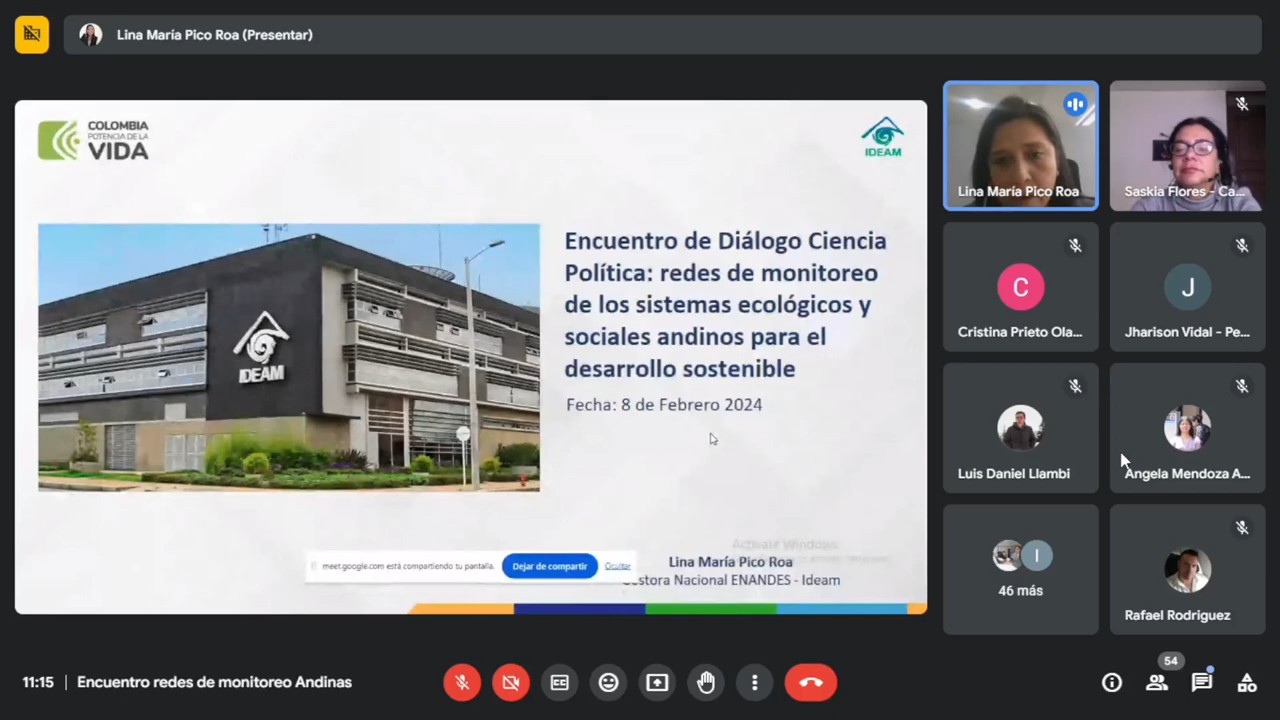 Lina María Pico Roa (Presentar)
COLOMBIA
POTENCIA DE LA
VIDA
IDEAM
IDEAM
Encuentro de Diálogo Ciencia
Política: redes de monitoreo
de los sistemas ecológicos y
sociales andinos para el
desarrollo sostenible
Fecha: 8 de Febrero 2024
Activate Windows
meet.google.com está compartiendo tu pantalla.
Dejar de compartir
Ocultar
Lina María Pico Roa
Gestora Nacional ENANDES - Ideam
Lina María Pico Roa
Saskia Flores - Ca...
C
Cristina Prieto Ola...
J
Jharison Vidal - Pe...
Luis Daniel Llambi
Angela Mendoza A...
I
46 más
Rafael Rodriguez
11:15
Encuentro redes de monitoreo Andinas
54